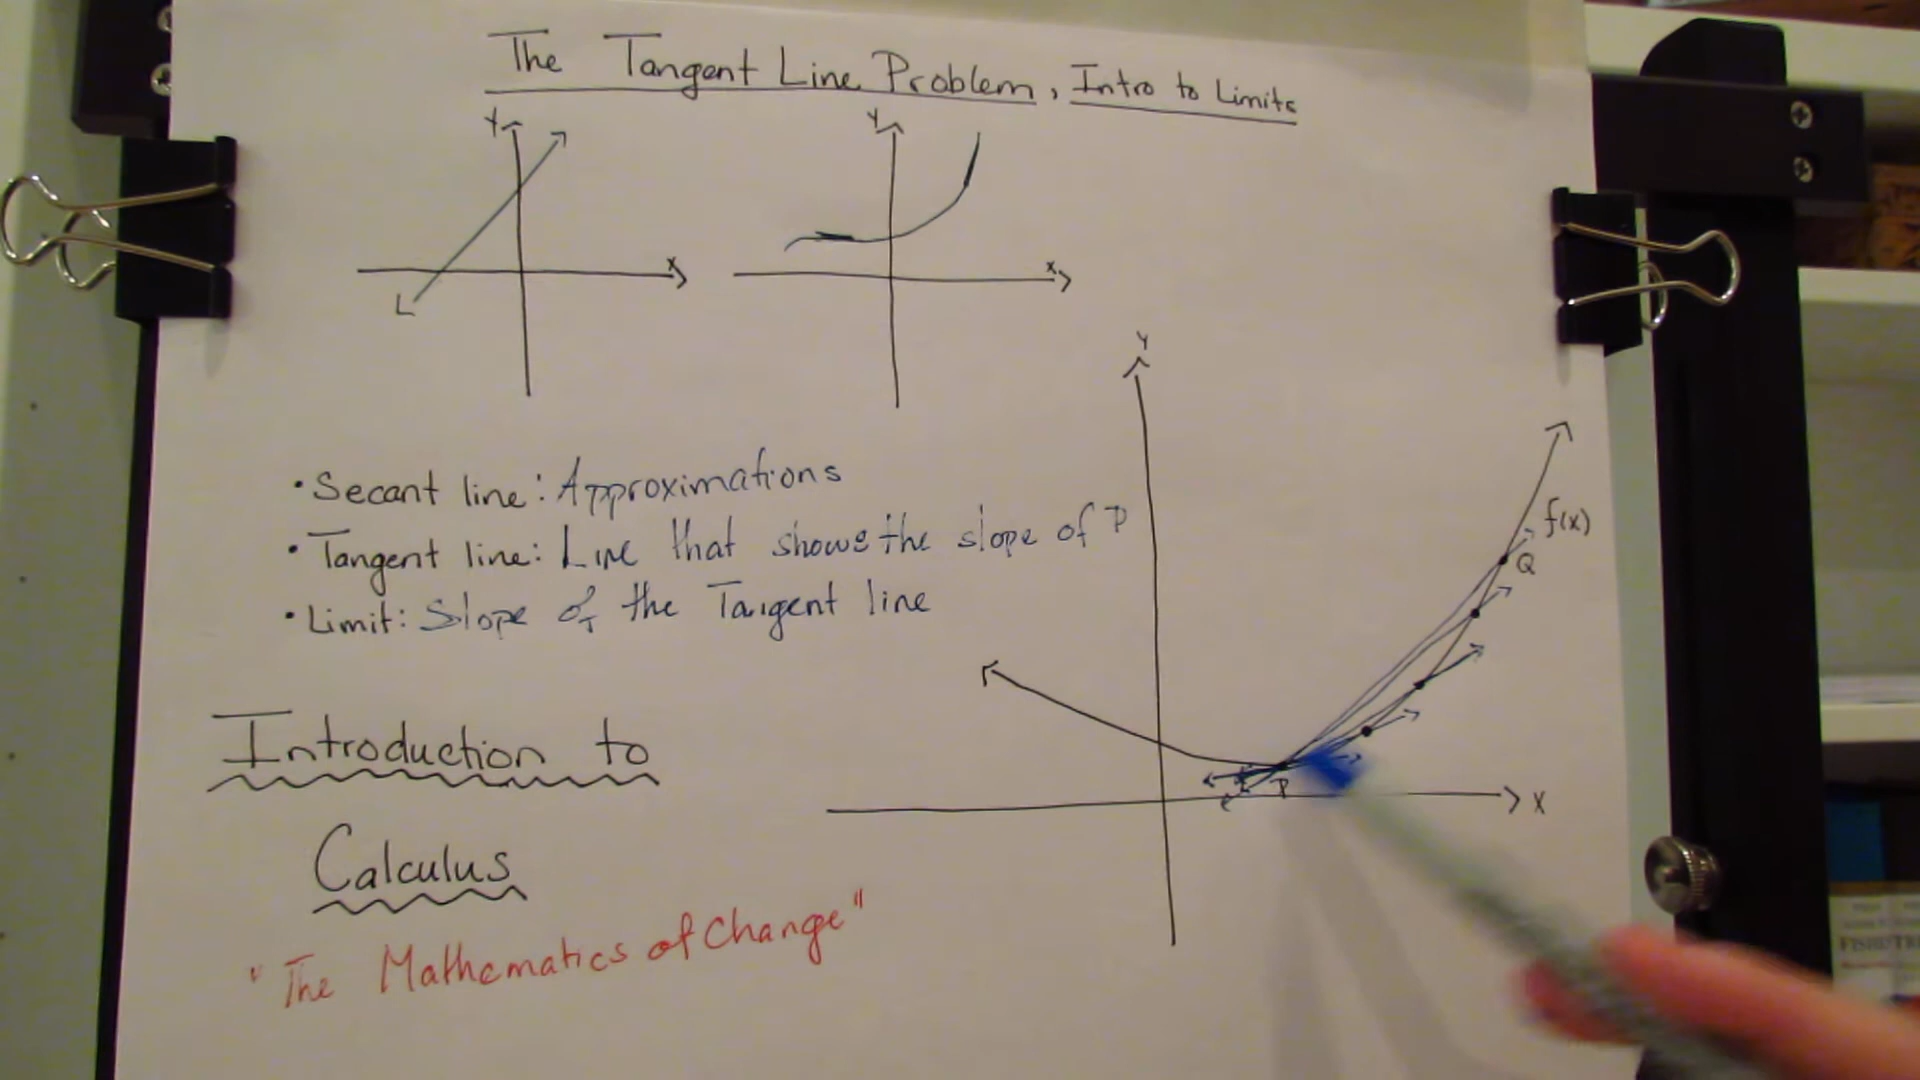 The Tangent Line Problem, Intro to Limits
Y
X
L
Y
X
• Secant line: Approximations
• Tangent line: Line that shows the slope of P
• Limit: Slope of the Tangent line
Y
f(x)
Q
P
X
Introduction to
Calculus
"The Mathematics of Change"